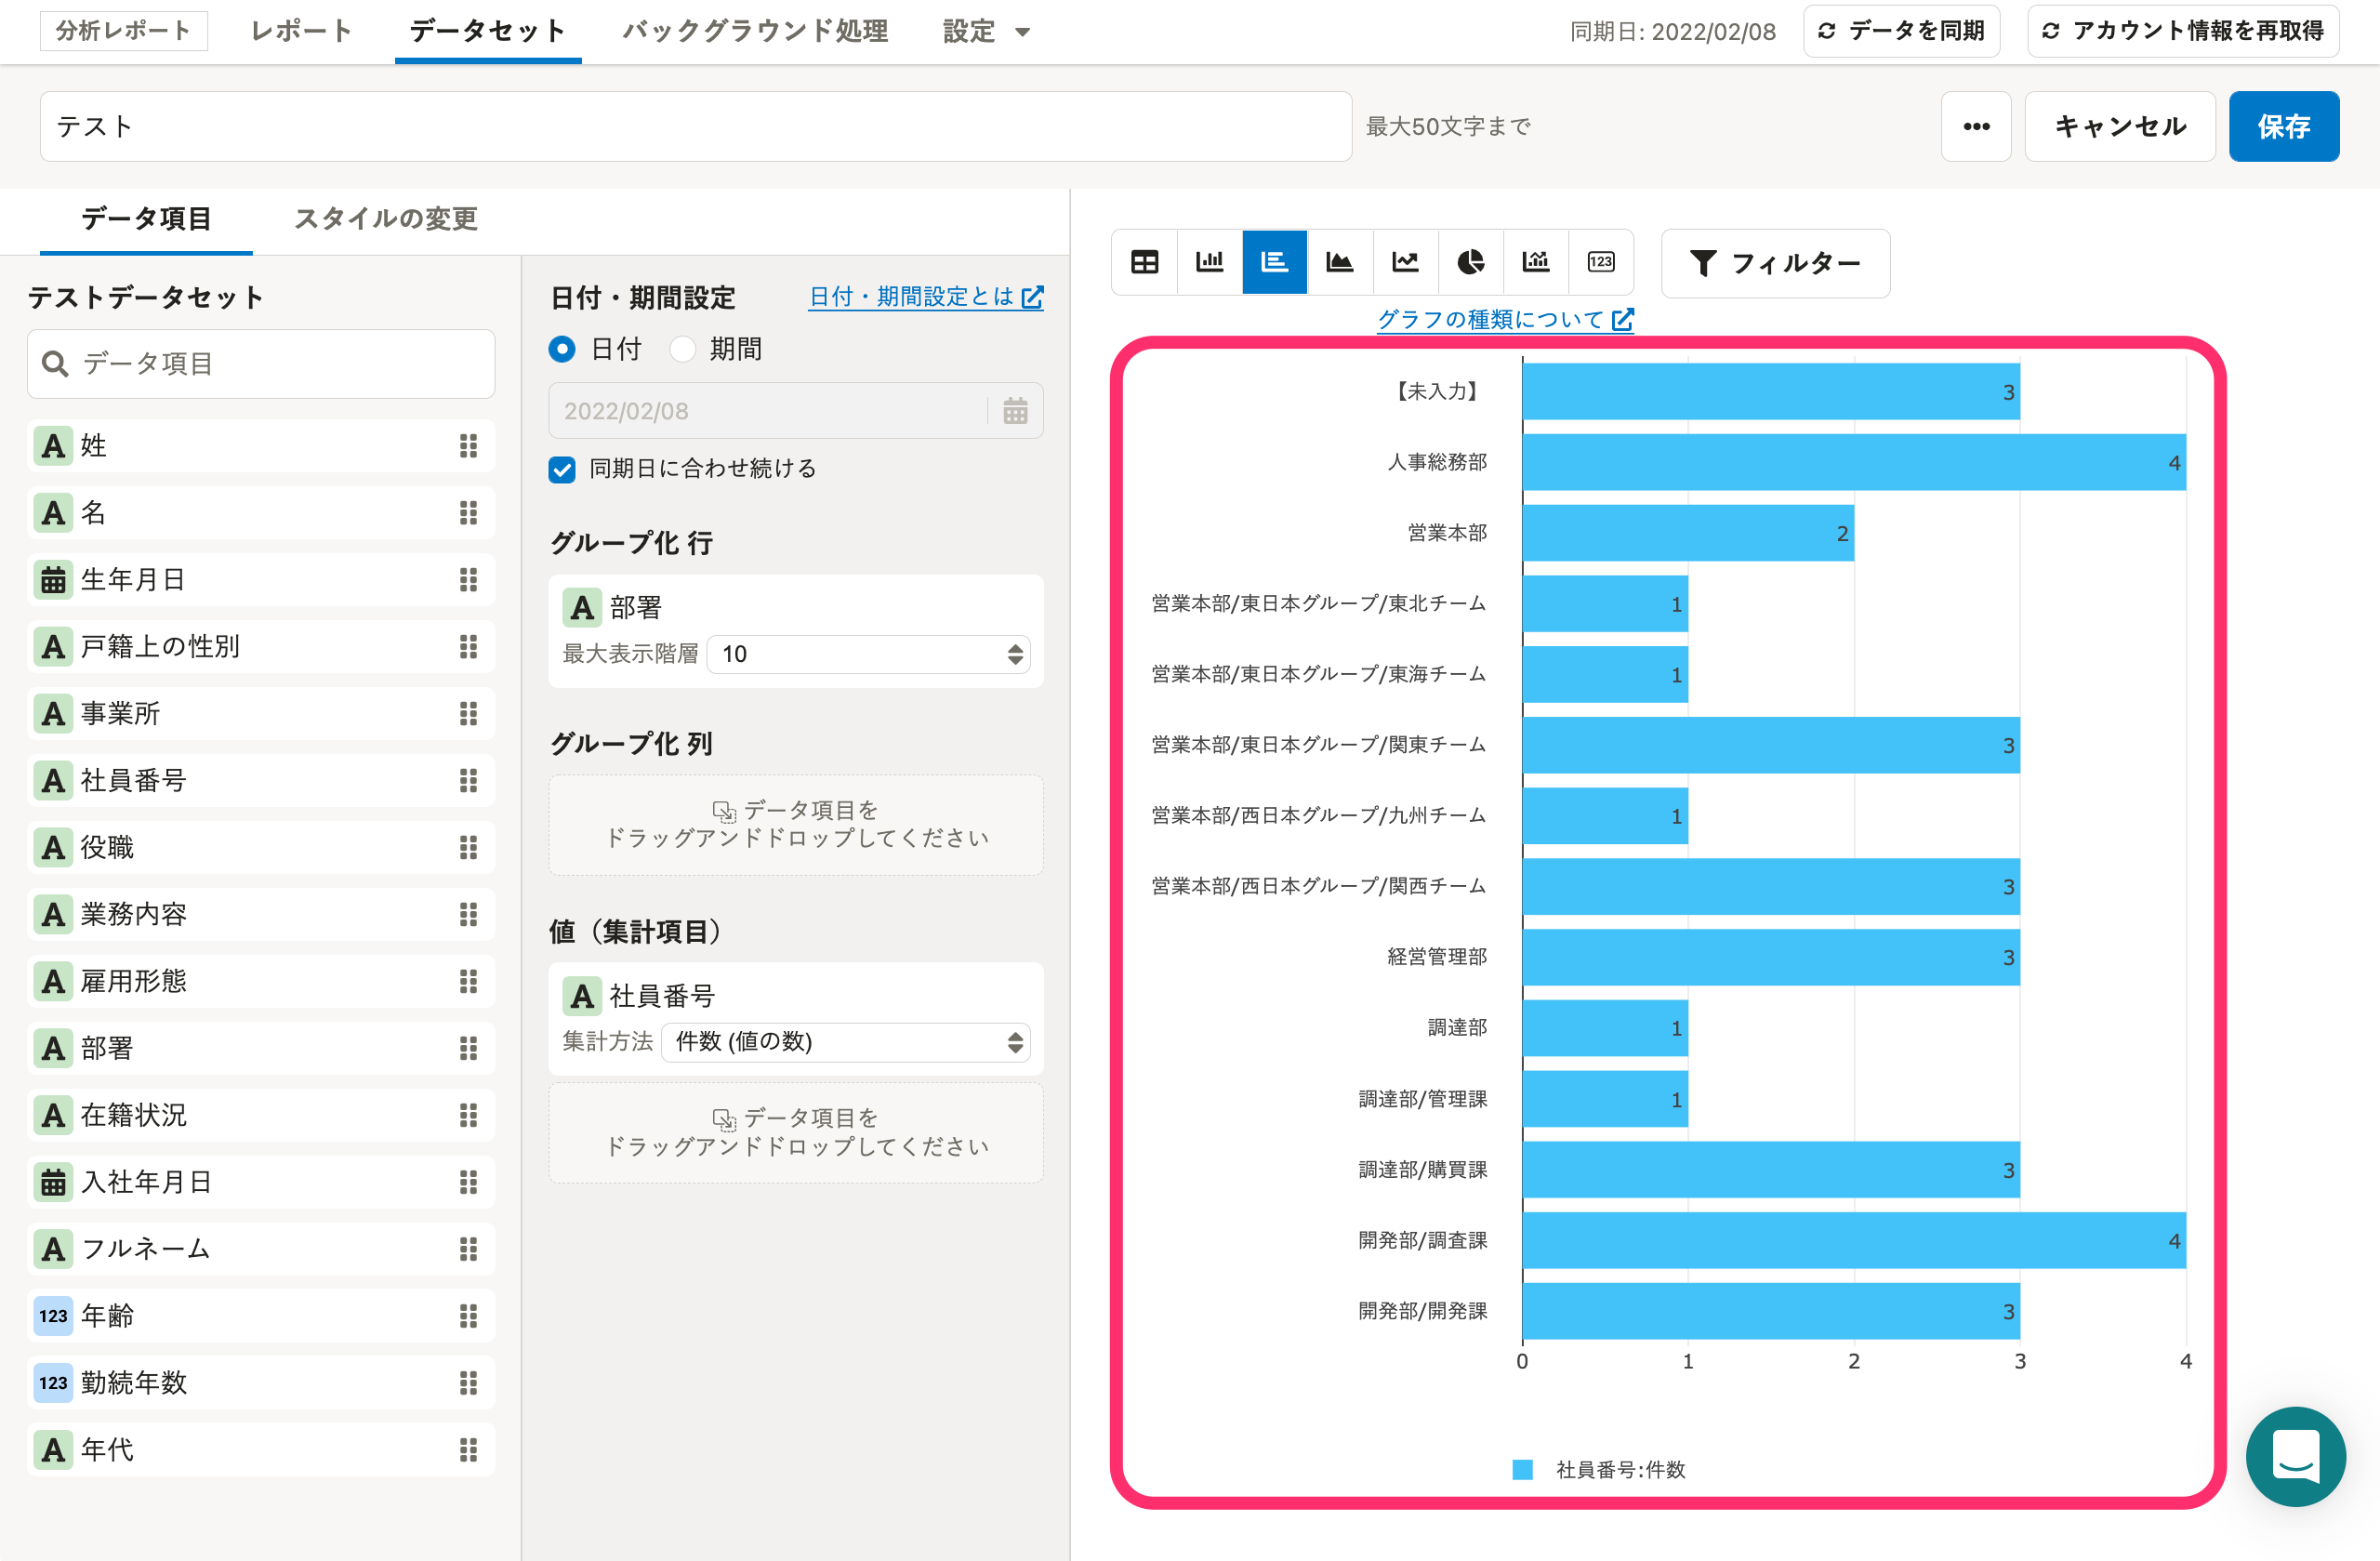 分析レポート
レポート
データセット
バックグラウンド処理
設定
同期日: 2022/02/08
データを同期
アカウント情報を再取得
テスト
最大50文字まで
キャンセル
保存
データ項目
スタイルの変更
テストデータセット
データ項目
A 姓
A 名
生年月日
A 戸籍上の性別
A 事業所
A 社員番号
A 役職
A 業務内容
A 雇用形態
A 部署
A 在籍状況
入社年月日
A フルネーム
123 年齢
123 勤続年数
A 年代
日付・期間設定
日付・期間設定とは
日付
期間
2022/02/08
同期日に合わせ続ける
グループ化 行
A 部署
最大表示階層 10
グループ化 列
データ項目を
ドラッグアンドドロップしてください
値（集計項目）
A 社員番号
集計方法 件数 (値の数)
データ項目を
ドラッグアンドドロップしてください
123
フィルター
グラフの種類について
【未入力】 3
人事総務部 4
営業本部 2
営業本部/東日本グループ/東北チーム 1
営業本部/東日本グループ/東海チーム 1
営業本部/東日本グループ/関東チーム 3
営業本部/西日本グループ/九州チーム 1
営業本部/西日本グループ/関西チーム 3
経営管理部 3
調達部 1
調達部/管理課 1
調達部/購買課 3
開発部/調査課 4
開発部/開発課 3
0 1 2 3 4
社員番号:件数